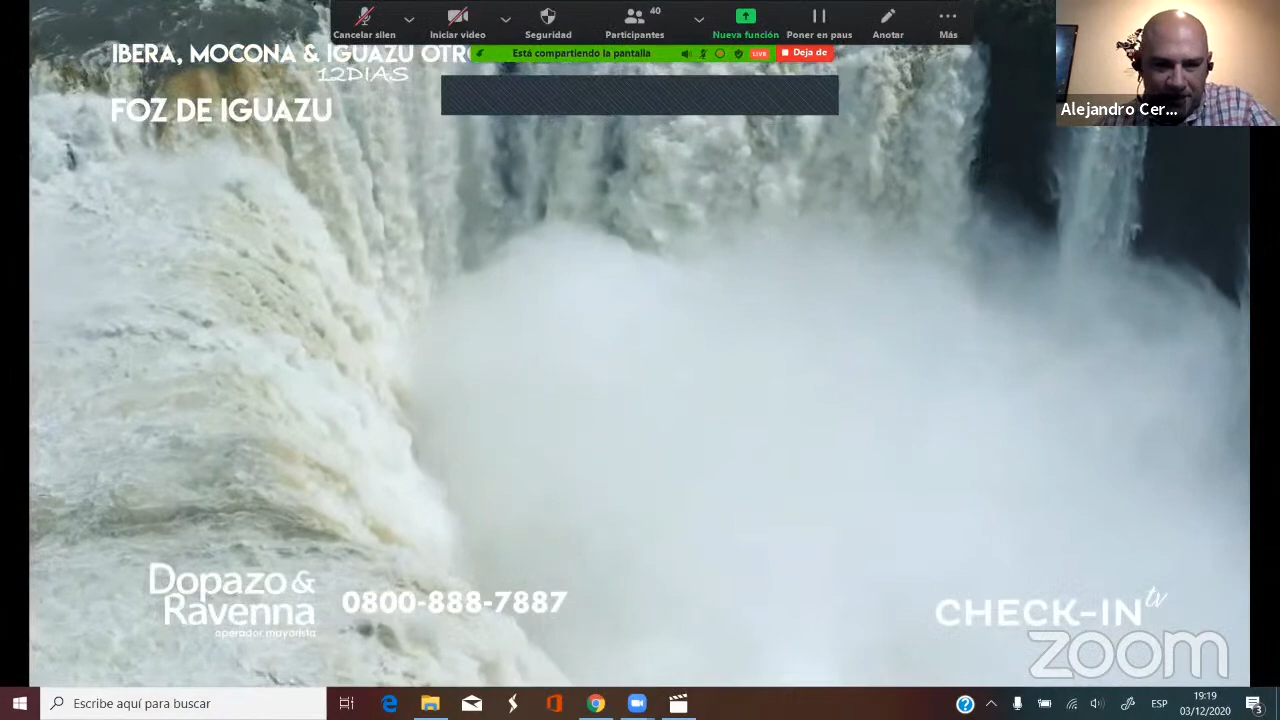 40
Cancelar silen
Iniciar video
Seguridad
Participantes
Nueva función
Poner en paus
Anotar
Más
Está compartiendo la pantalla
LIVE
Deja de
IBERA, MOCONA & IGUAZU OTR
12DIAS
FOZ DE IGUAZU
Alejandro Cer...
Dopazo &
Ravenna
operador mayorista
0800-888-7887
CHECK-IN tv
zoom
Escribe aquí para buscar
ESP
19:19
03/12/2020
3